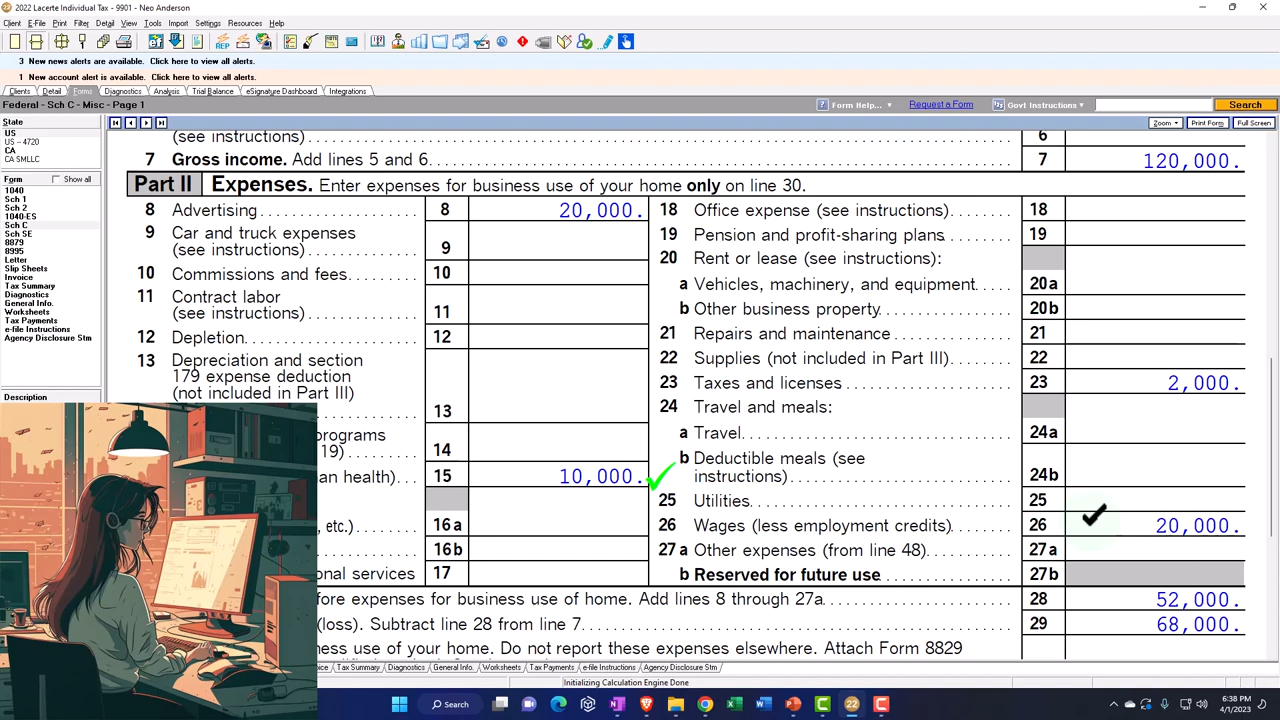 2022 Lacerte Individual Tax - 9901 - Neo Anderson
Client E-File Print Filter Detail View Tools Import Settings Resources Help
3 New news alerts are available. Click here to view all alerts.
1 New account alert is available. Click here to view all alerts.
Clients Detail Forms Diagnostics Analysis Trial Balance eSignature Dashboard Integrations
Federal - Sch C - Misc - Page 1
Form Help... Request a Form Govt Instructions Search
State
US
US - 4720
CA
CA SMLLC
Form Show all
1040
Sch 1
Sch 2
1040-ES
Sch C
Sch SE
8879
8995
Letter
Slip Sheets
Invoice
Tax Summary
Diagnostics
General Info.
Worksheets
Tax Payments
e-file Instructions
Agency Disclosure Stm
Description
Zoom Print Form Full Screen
(see instructions) 6
7 Gross income. Add lines 5 and 6 7 120,000.
Part II Expenses. Enter expenses for business use of your home only on line 30.
8 Advertising 8 20,000.
9 Car and truck expenses
(see instructions) 9
10 Commissions and fees 10
11 Contract labor
(see instructions) 11
12 Depletion 12
13 Depreciation and section
179 expense deduction
(not included in Part III)
13
programs
19) 14
an health) 15 10,000.
, etc.) 16a
16b
onal services 17
18 Office expense (see instructions) 18
19 Pension and profit-sharing plans 19
20 Rent or lease (see instructions):
a Vehicles, machinery, and equipment 20a
b Other business property 20b
21 Repairs and maintenance 21
22 Supplies (not included in Part III) 22
23 Taxes and licenses 23 2,000.
24 Travel and meals:
a Travel 24a
b Deductible meals (see
instructions) 24b
25 Utilities 25
26 Wages (less employment credits) 26 20,000.
27a Other expenses (from line 48) 27a
b Reserved for future use 27b
fore expenses for business use of home. Add lines 8 through 27a 28 52,000.
(loss). Subtract line 28 from line 7 29 68,000.
ness use of your home. Do not report these expenses elsewhere. Attach Form 8829
oice Tax Summary Diagnostics General Info. Worksheets Tax Payments e-file Instructions Agency Disclosure Stm
Initializing Calculation Engine Done
Search
22
6:38 PM
4/1/2023